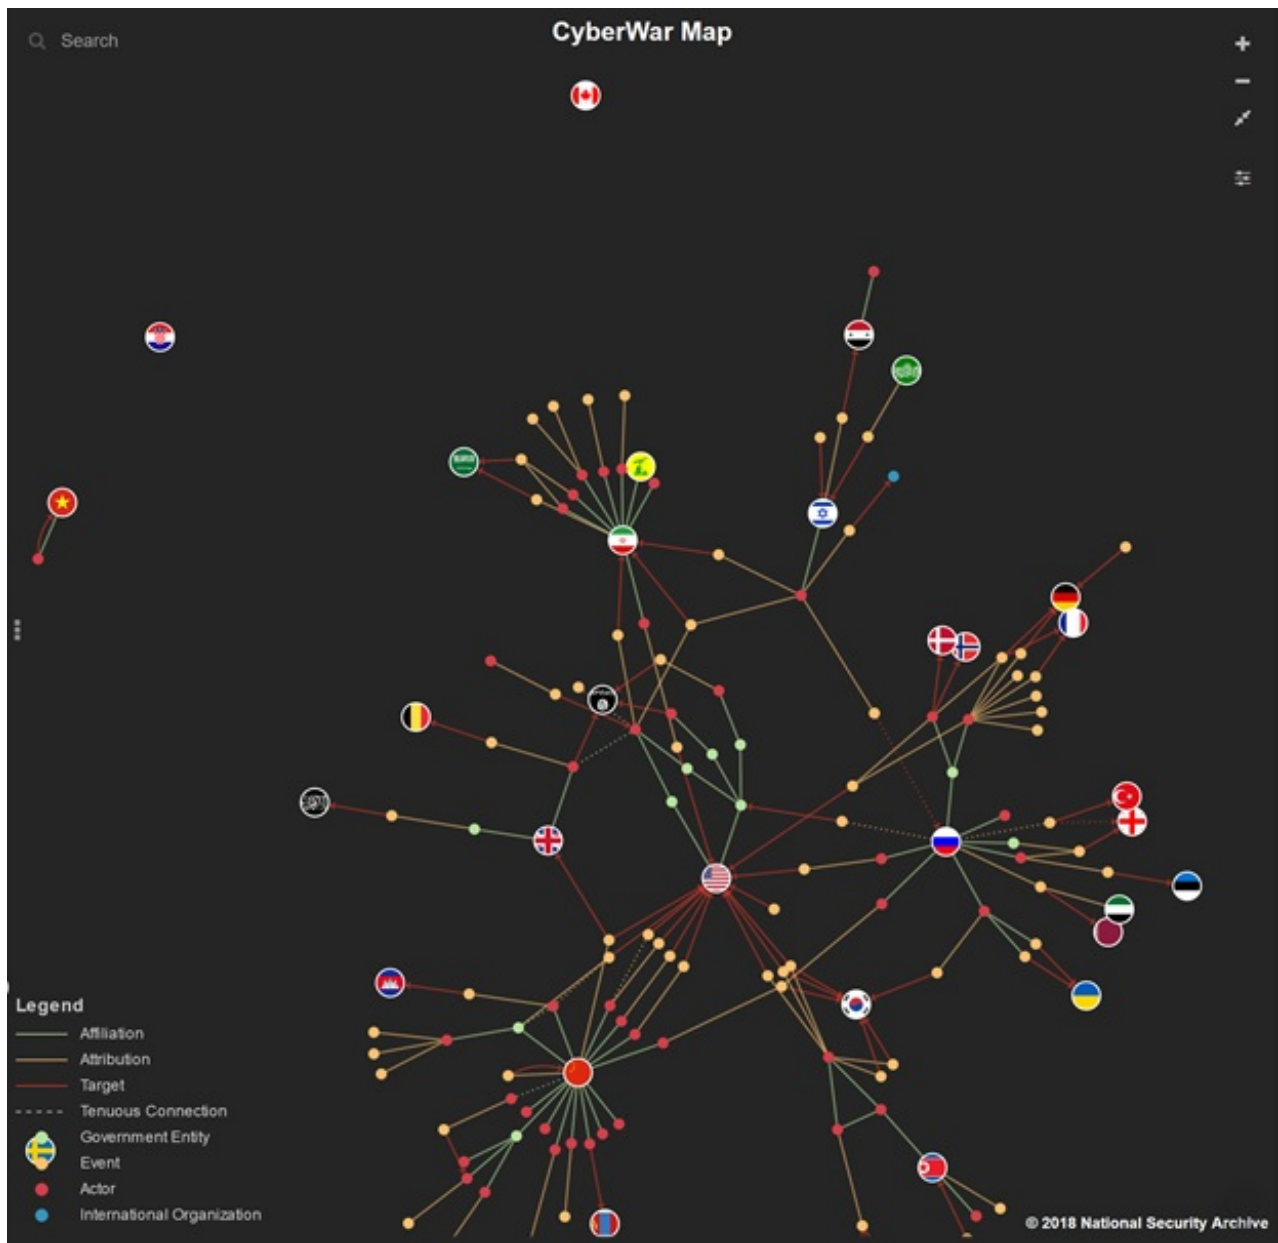 CyberWar Map
Search
Legend
Affiliation
Attribution
Target
Tenuous Connection
Government Entity
Event
Actor
International Organization
© 2018 National Security Archive